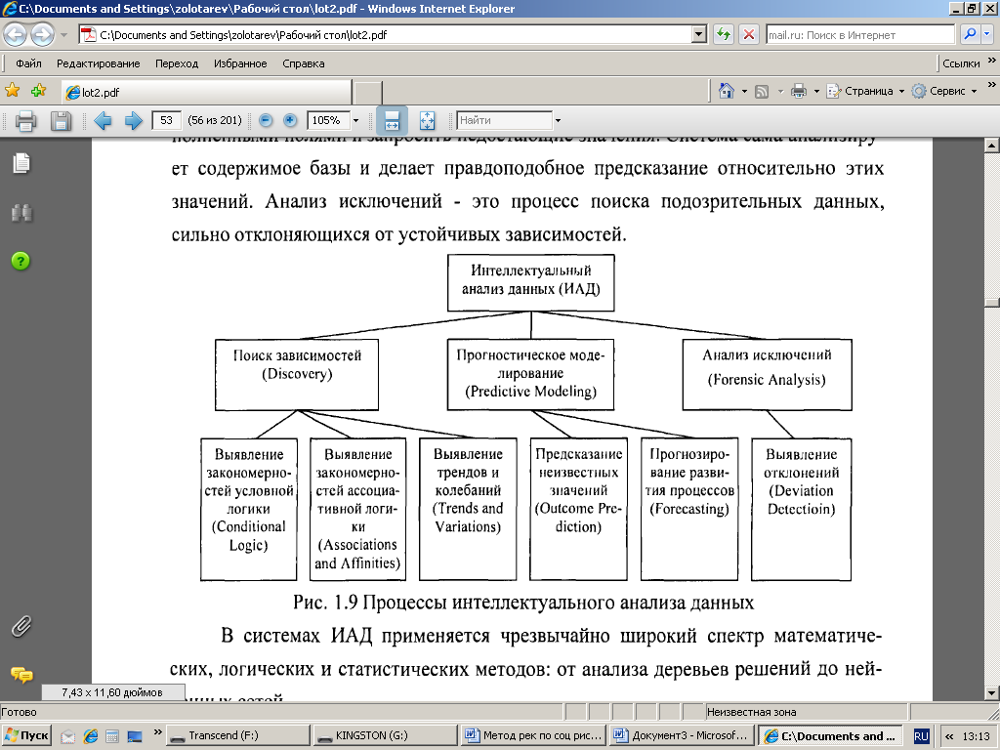 C:\Documents and Settings\zolotarev\Рабочий стол\lot2.pdf - Windows Internet Explorer
C:\Documents and Settings\zolotarev\Рабочий стол\lot2.pdf
mail.ru: Поиск в Интернет
Файл Редактирование Переход Избранное Справка
Ссылки »
lot2.pdf
Страница Сервис »
53 (56 из 201) 105% Найти
полненными полями и запросить недостающие значения. Система сама анализиру-
ет содержимое базы и делает правдоподобное предсказание относительно этих
значений. Анализ исключений - это процесс поиска подозрительных данных,
сильно отклоняющихся от устойчивых зависимостей.
Интеллектуальный
анализ данных (ИАД)
Поиск зависимостей
(Discovery)
Прогностическое моде-
лирование
(Predictive Modeling)
Анализ исключений
(Forensic Analysis)
Выявление
закономерно-
стей условной
логики
(Conditional
Logic)
Выявление
закономерно-
стей ассоциа-
тивной логи-
ки
(Associations
and Affinities)
Выявление
трендов и
колебаний
(Trends and
Variations)
Предсказание
неизвестных
значений
(Outcome Pre-
diction)
Прогнозиро-
вание разви-
тия процессов
(Forecasting)
Выявление
отклонений
(Deviation
Detectioin)
Рис. 1.9 Процессы интеллектуального анализа данных
В системах ИАД применяется чрезвычайно широкий спектр математиче-
ских, логических и статистических методов: от анализа деревьев решений до ней-
сетей
7,43 x 11,60 дюймов
Готово
Неизвестная зона
Пуск » Transcend (F:) KINGSTON (G:) Метод рек по соц рис... Документ3 - Microsof... C:\Documents and ... RU « 13:13